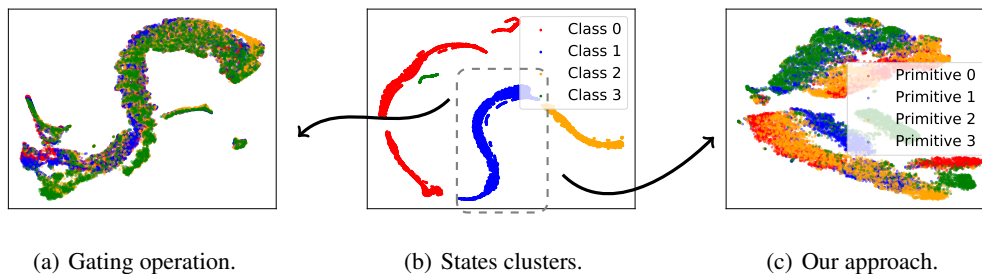 Class 0
Class 1
Class 2
Class 3
Primitive 0
Primitive 1
Primitive 2
Primitive 3
(a) Gating operation.
(b) States clusters.
(c) Our approach.